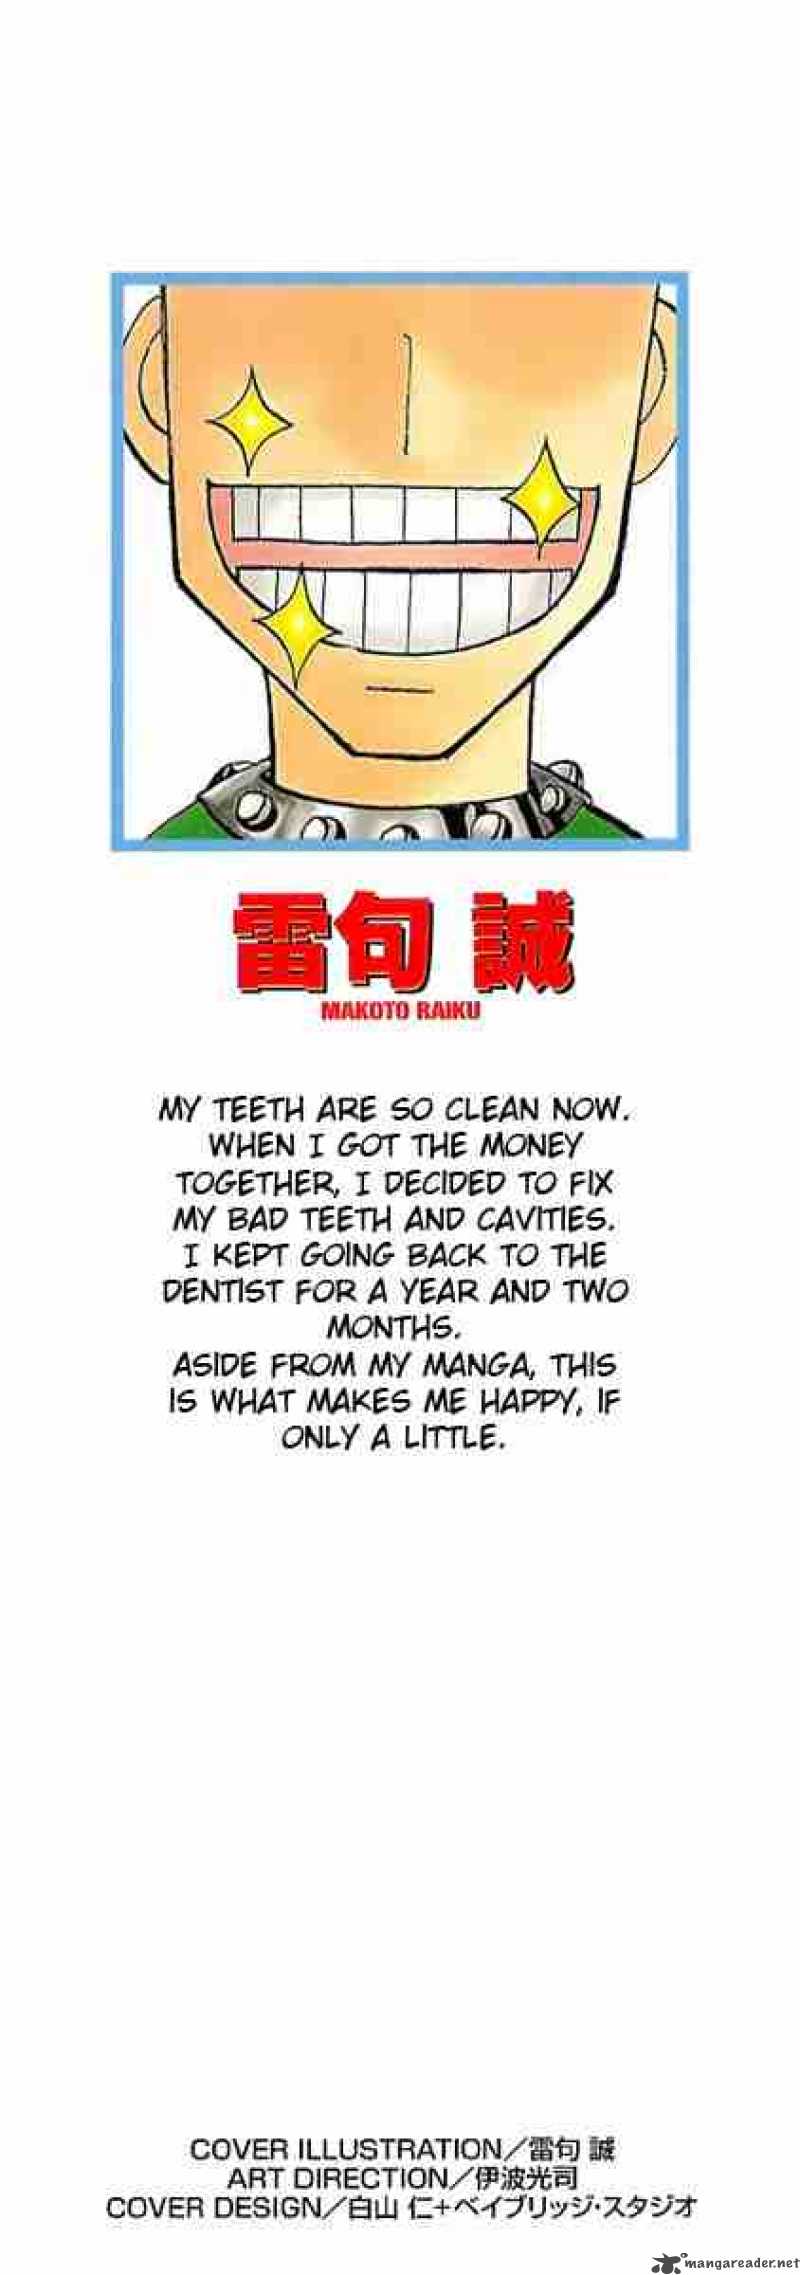 雷句 誠
MAKOTO RAIKU
MY TEETH ARE SO CLEAN NOW.
WHEN I GOT THE MONEY
TOGETHER, I DECIDED TO FIX
MY BAD TEETH AND CAVITIES.
I KEPT GOING BACK TO THE
DENTIST FOR A YEAR AND TWO
MONTHS.
ASIDE FROM MY MANGA, THIS
IS WHAT MAKES ME HAPPY, IF
ONLY A LITTLE.
COVER ILLUSTRATION/雷句 誠
ART DIRECTION/伊波光司
COVER DESIGN/白山 仁+ベイブリッジ・スタジオ
mangareader.net